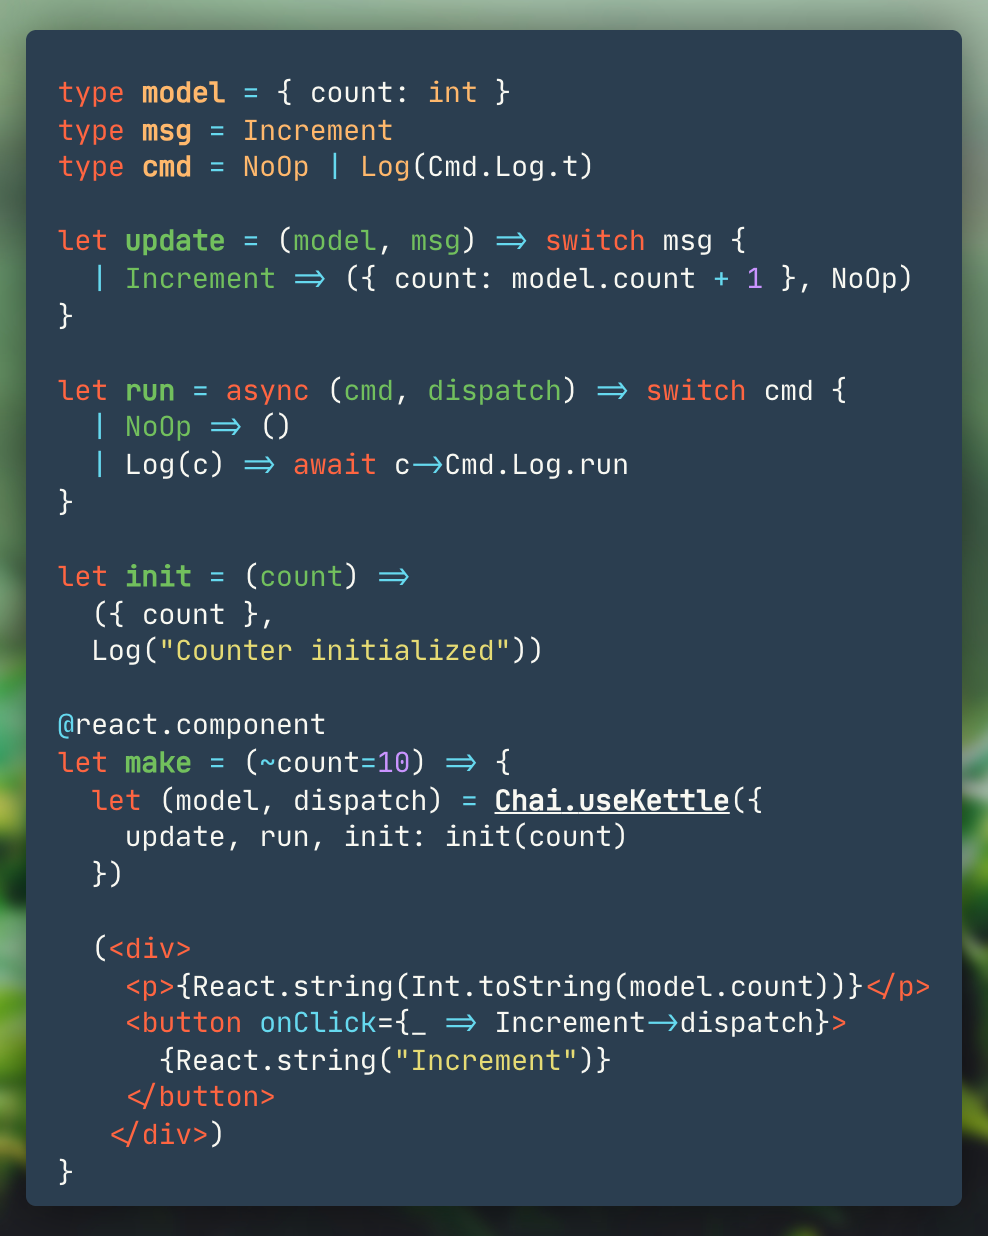 type model = { count: int }
type msg = Increment
type cmd = NoOp | Log(Cmd.Log.t)

let update = (model, msg) => switch msg {
  | Increment => ({ count: model.count + 1 }, NoOp)
}

let run = async (cmd, dispatch) => switch cmd {
  | NoOp => ()
  | Log(c) => await c->Cmd.Log.run
}

let init = (count) =>
  ({ count },
  Log("Counter initialized"))

@react.component
let make = (~count=10) => {
  let (model, dispatch) = Chai.useKettle({
    update, run, init: init(count)
  })

  (<div>
    <p>{React.string(Int.toString(model.count))}</p>
    <button onClick={_ => Increment->dispatch}>
      {React.string("Increment")}
    </button>
   </div>)
}